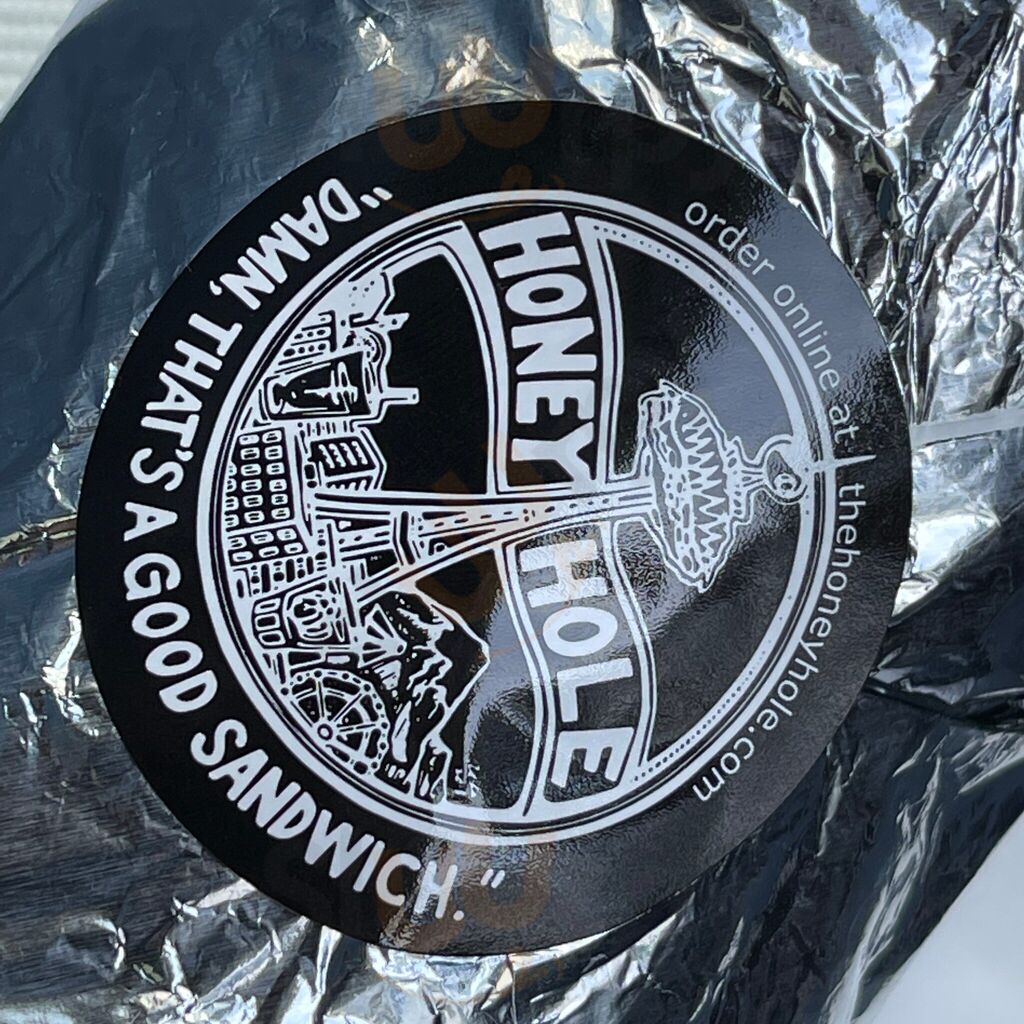 order online at thehoneyhole.com
HONEY HOLE
"DAMN, THAT'S A GOOD SANDWICH."